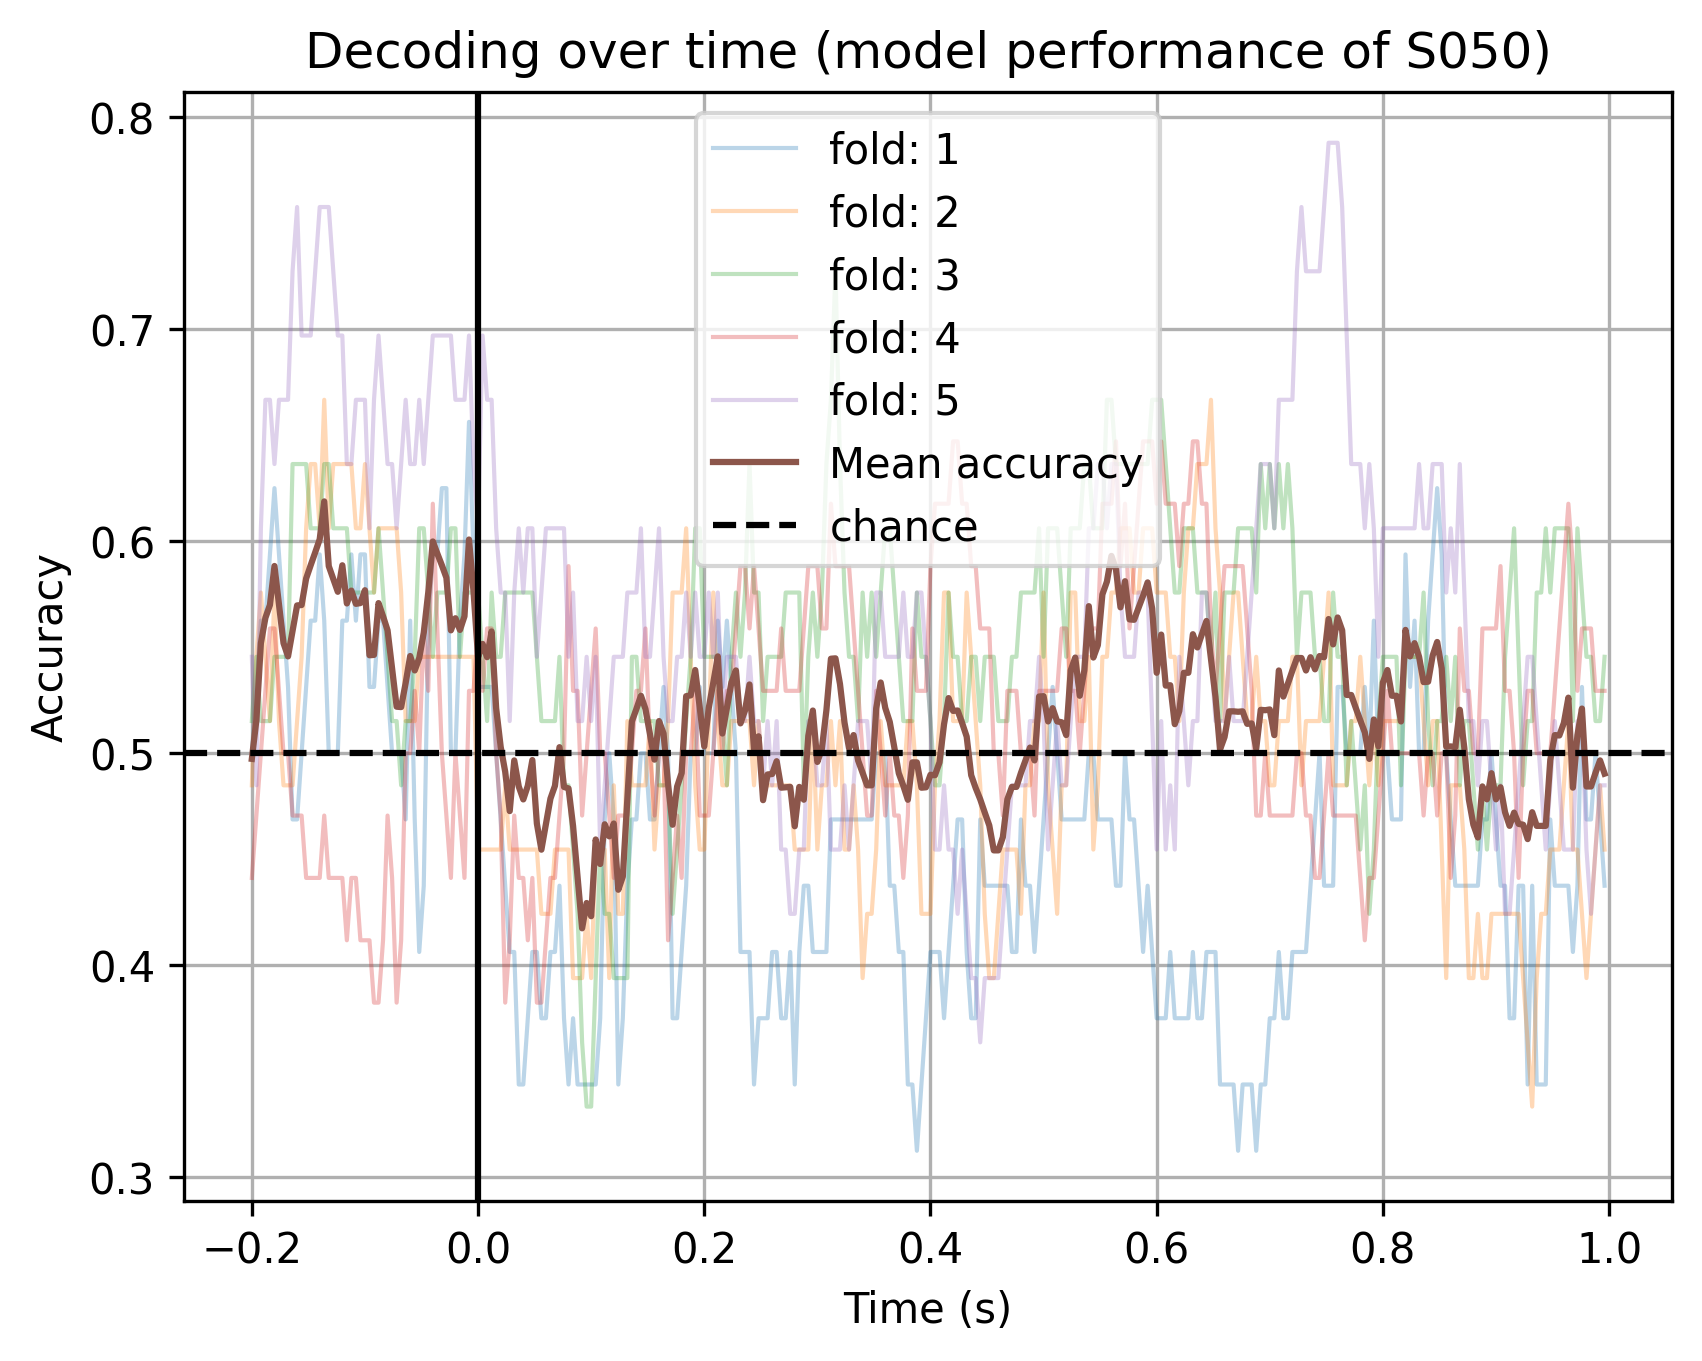 Decoding over time (model performance of S050)
0.8
0.7
0.6
0.5
0.4
0.3
Accuracy
fold: 1
fold: 2
fold: 3
fold: 4
fold: 5
Mean accuracy
chance
−0.2 0.0 0.2 0.4 0.6 0.8 1.0
Time (s)